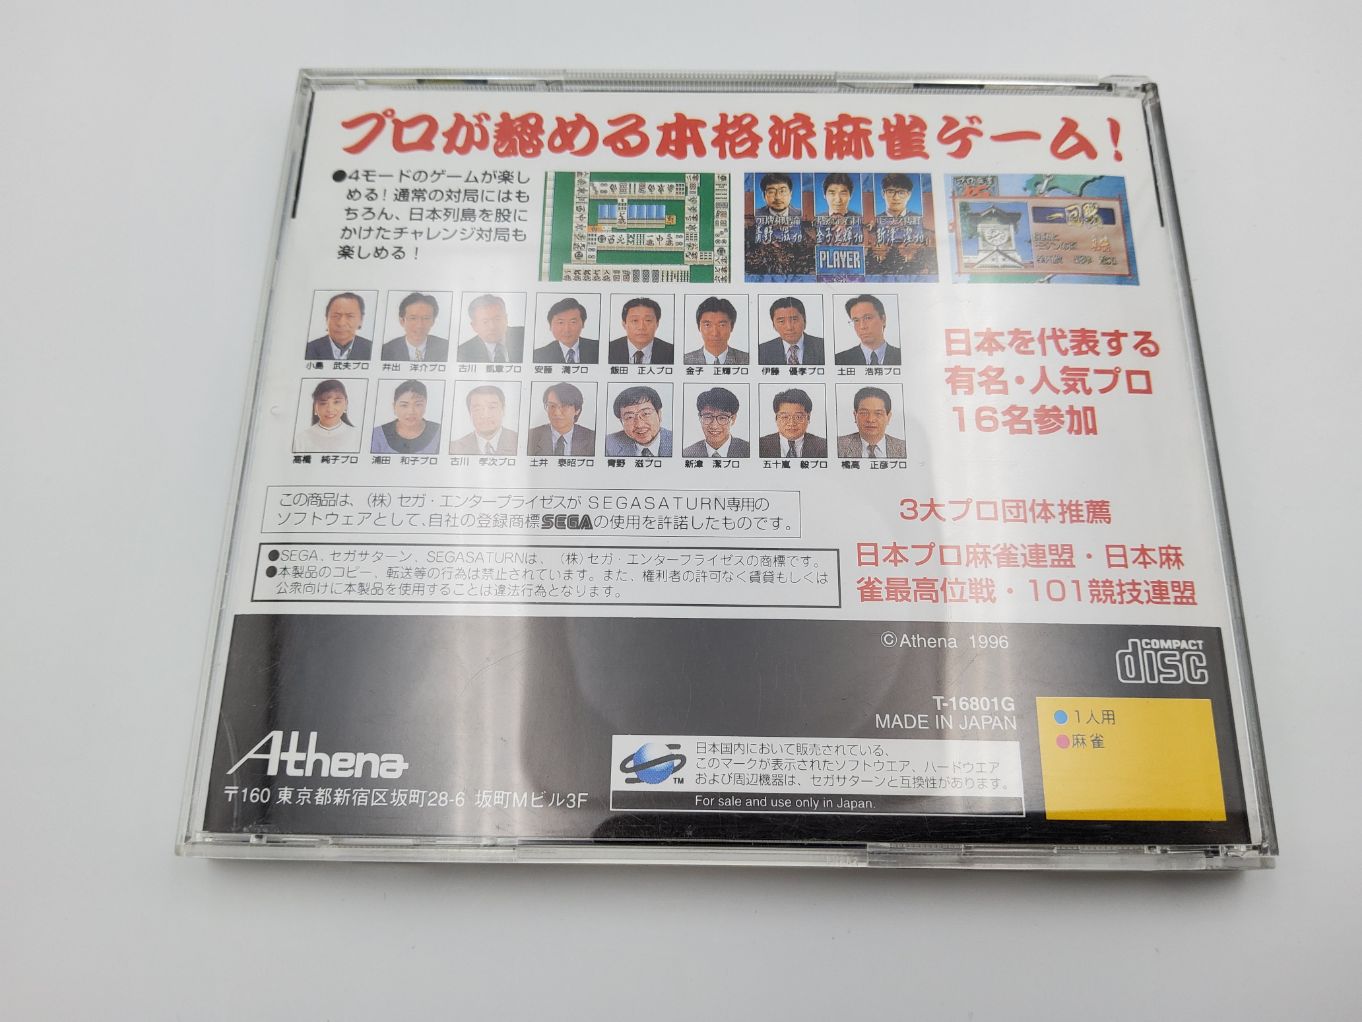 プロが認める本格派麻雀ゲーム！
●4モードのゲームが楽し
める！通常の対局にはも
ちろん、日本列島を股に
かけたチャレンジ対局も
楽しめる！
PLAYER
小島 武夫プロ 井出 洋介プロ 古川 凱章プロ 安藤 満プロ 飯田 正人プロ 金子 正輝プロ 伊藤 優孝プロ 土田 浩翔プロ
高橋 純子プロ 浦田 和子プロ 古川 孝次プロ 土井 泰昭プロ 青野 滋プロ 新津 潔プロ 五十嵐 毅プロ 橘高 正彦プロ
日本を代表する
有名・人気プロ
16名参加
この商品は、（株）セガ・エンタープライゼスがSEGASATURN専用の
ソフトウェアとして、自社の登録商標SEGAの使用を許諾したものです。
3大プロ団体推薦
日本プロ麻雀連盟・日本麻
雀最高位戦・101競技連盟
●SEGA、セガサターン、SEGASATURNは、（株）セガ・エンタープライゼスの商標です。
●本製品のコピー、転送等の行為は禁止されています。また、権利者の許可なく賃貸もしくは
公衆向けに本製品を使用することは違法行為となります。
©Athena 1996
COMPACT
disc
T-16801G
MADE IN JAPAN
●1人用
●麻雀
Athena
〒160 東京都新宿区坂町28-6 坂町Mビル3F
TM
日本国内において販売されている、
このマークが表示されたソフトウエア、ハードウエア
および周辺機器は、セガサターンと互換性があります。
For sale and use only in Japan.